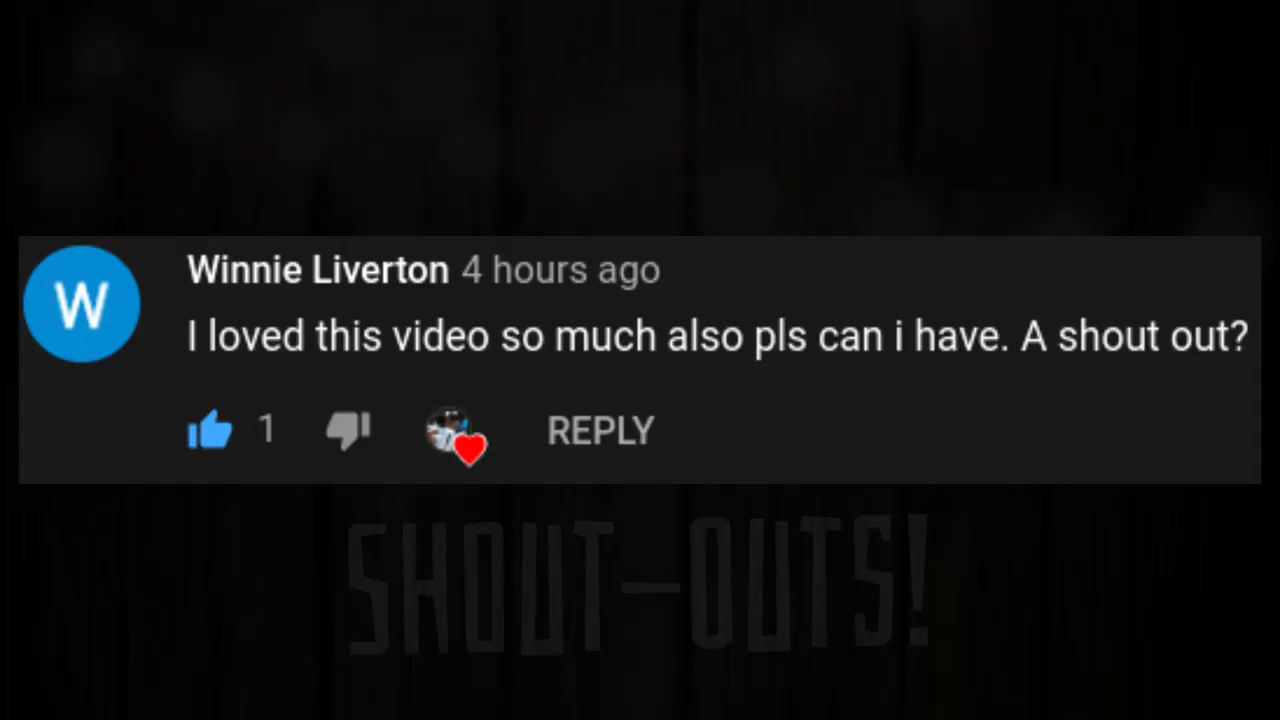 W
Winnie Liverton 4 hours ago
I loved this video so much also pls can i have. A shout out?
1
REPLY
SHOUT-OUTS!